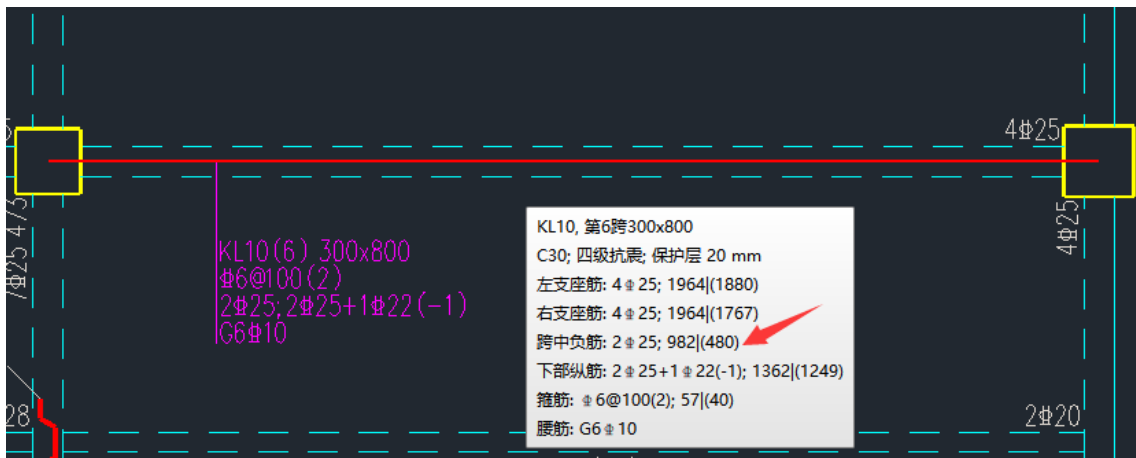 4⌽25
4⌽25
7⌽25 4/3
KL10(6) 300x800
⌽6@100(2)
2⌽25;2⌽25+1⌽22(-1)
G6⌽10
KL10, 第6跨300x800
C30; 四级抗震; 保护层 20 mm
左支座筋: 4⌽25; 1964|(1880)
右支座筋: 4⌽25; 1964|(1767)
跨中负筋: 2⌽25; 982|(480)
下部纵筋: 2⌽25+1⌽22(-1); 1362|(1249)
箍筋: ⌽6@100(2); 57|(40)
腰筋: G6⌽10
28
2⌽20